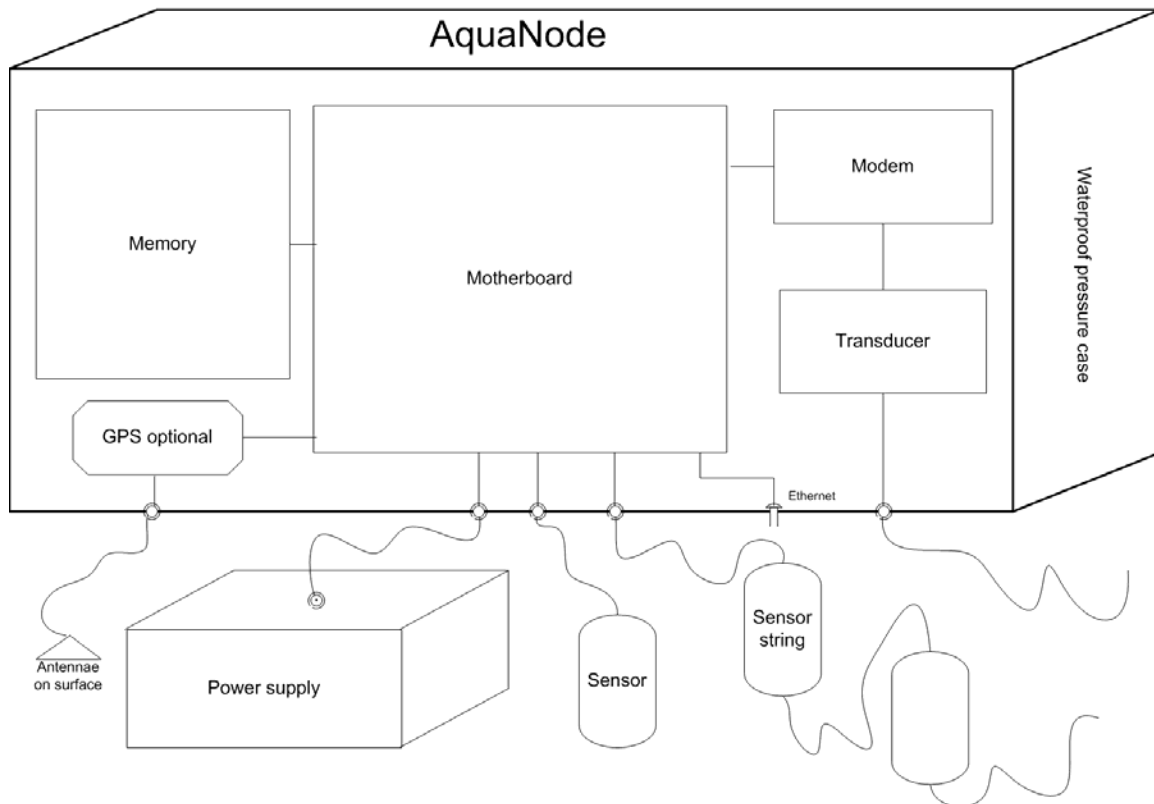 AquaNode
Memory
Motherboard
Modem
Transducer
Waterproof pressure case
GPS optional
Ethernet
Antennae
on surface
Power supply
Sensor
Sensor
string